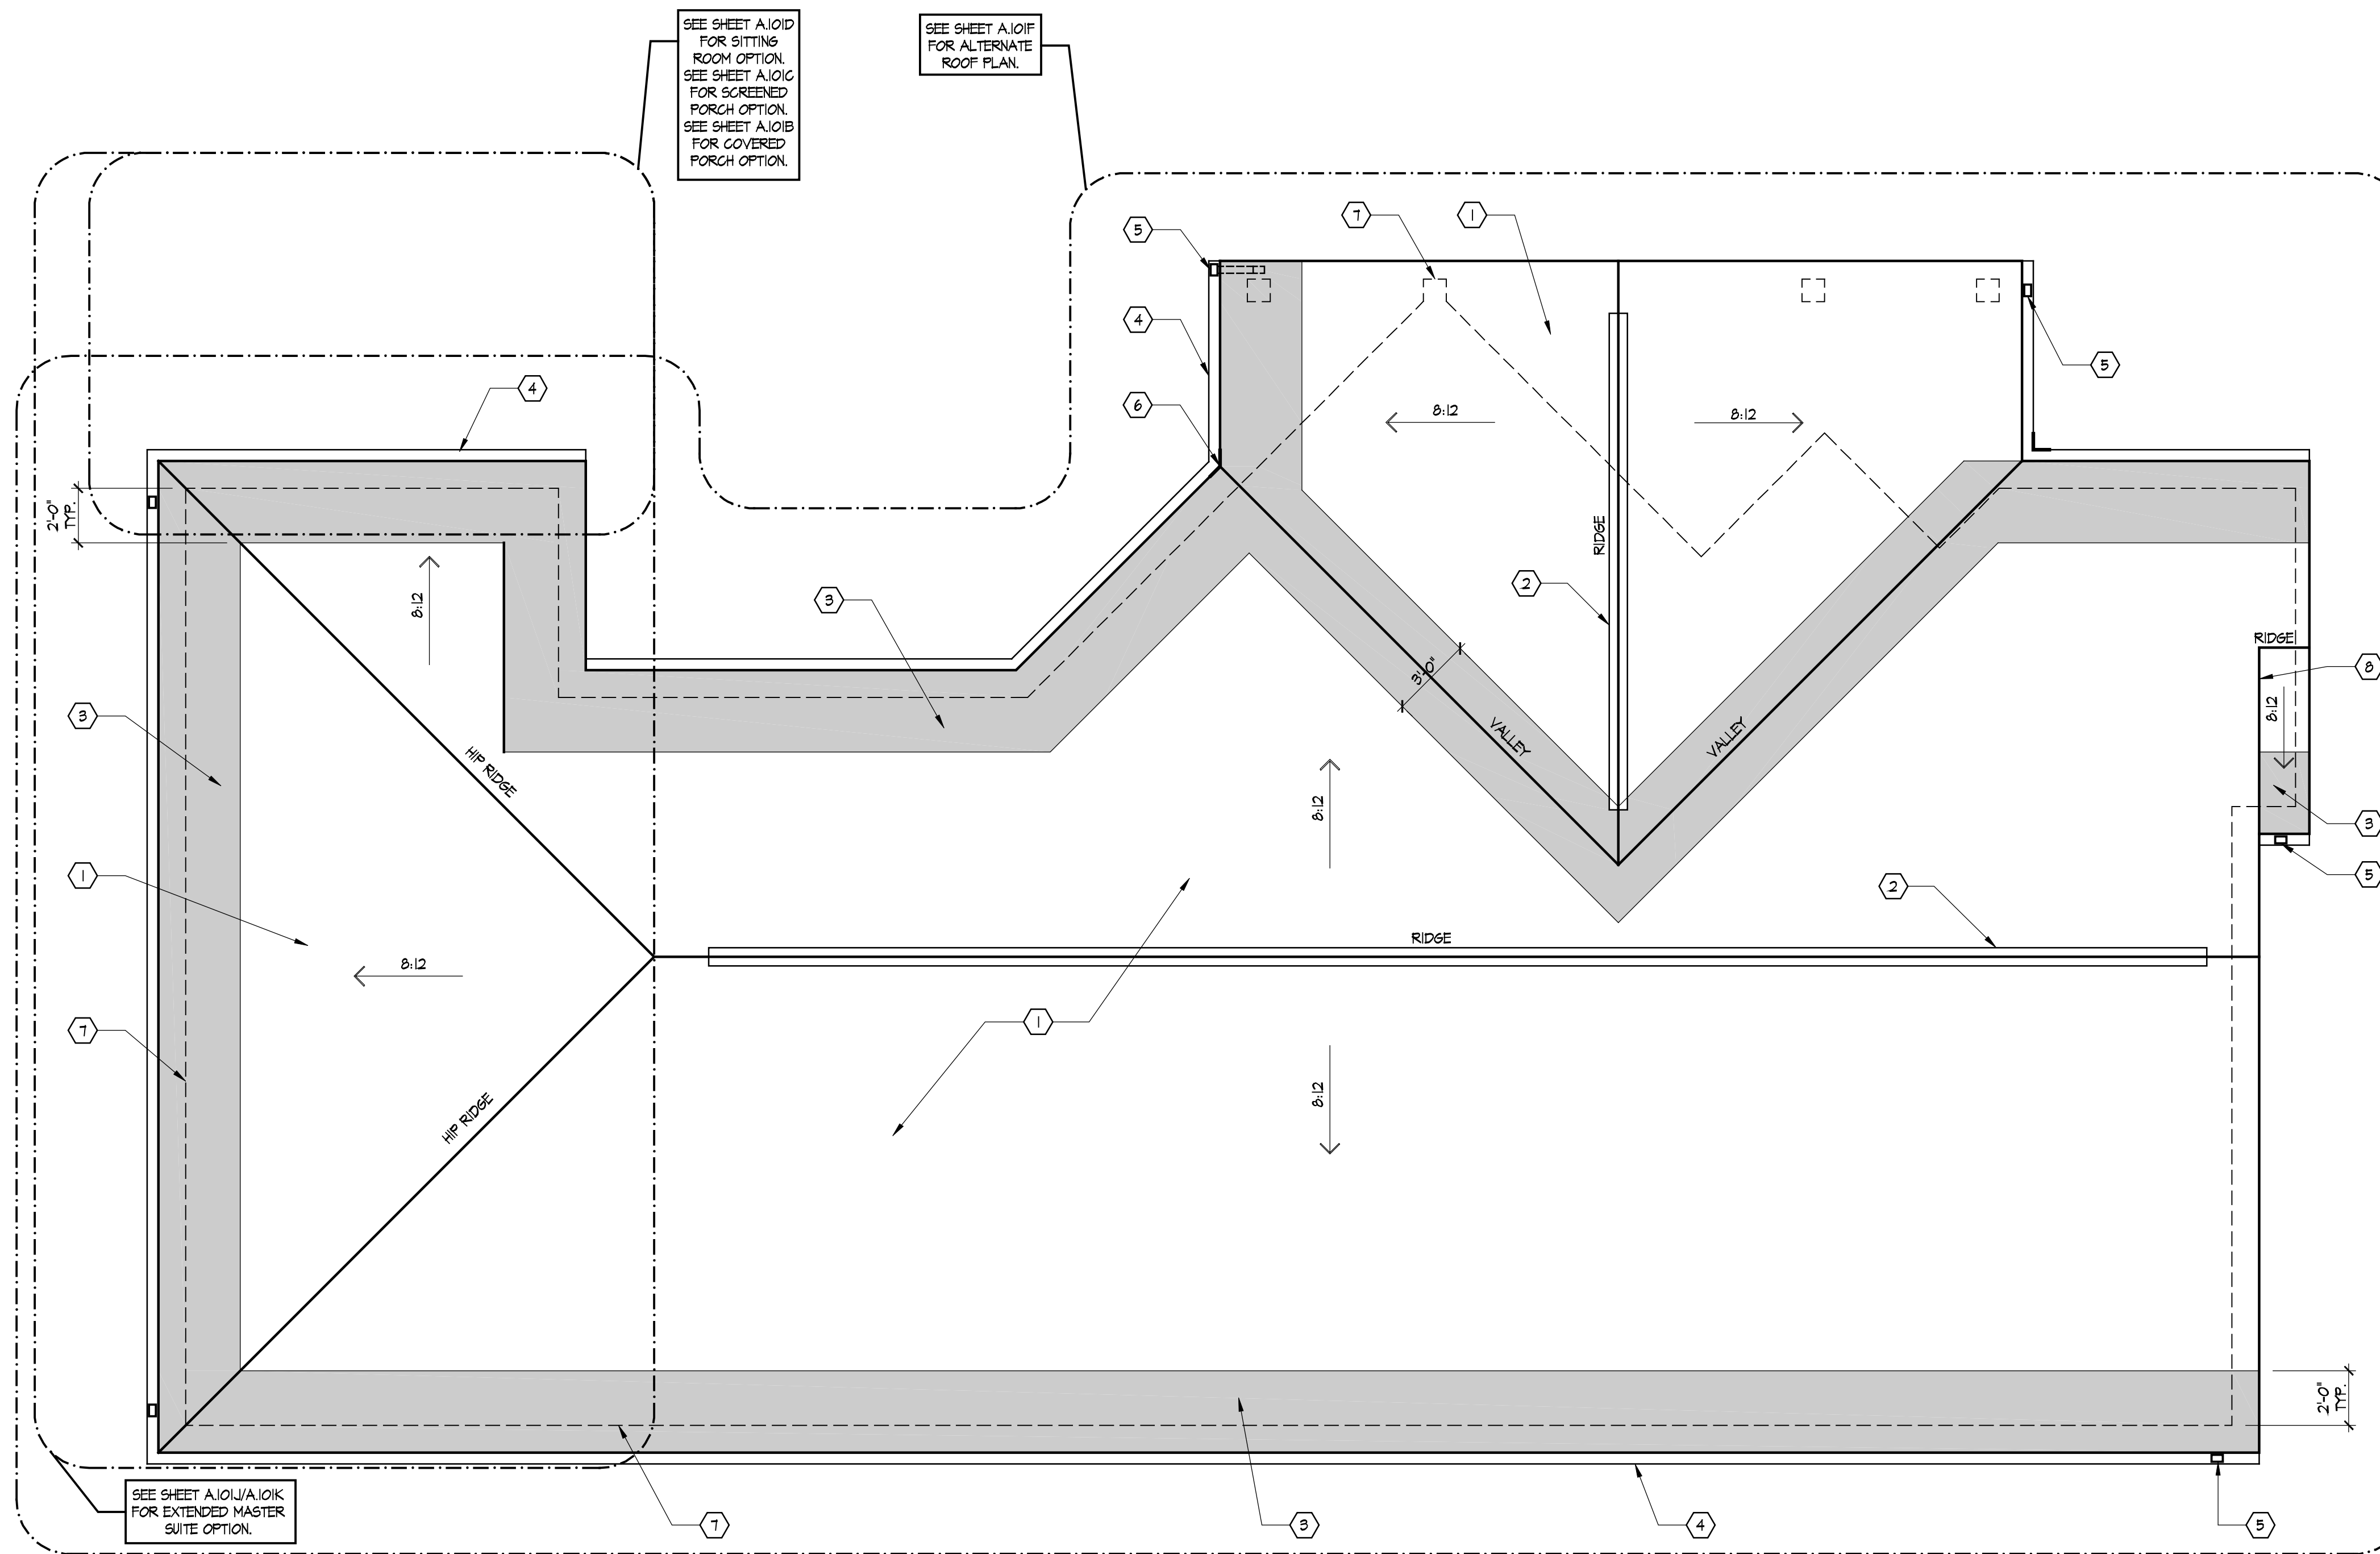 SEE SHEET A.101D
FOR SITTING
ROOM OPTION.
SEE SHEET A.101C
FOR SCREENED
PORCH OPTION.
SEE SHEET A.101B
FOR COVERED
PORCH OPTION.
SEE SHEET A.101F
FOR ALTERNATE
ROOF PLAN.
5
7
1
4
5
6
4
8:12
8:12
2'-0"
TYP.
RIDGE
2
8:12
3
RIDGE
8
3'-0"
8:12
3
HIP RIDGE
VALLEY
VALLEY
8:12
3
1
5
2
RIDGE
8:12
7
1
8:12
HIP RIDGE
2'-0"
TYP.
SEE SHEET A.101J/A.101K
FOR EXTENDED MASTER
SUITE OPTION.
7
3
4
5